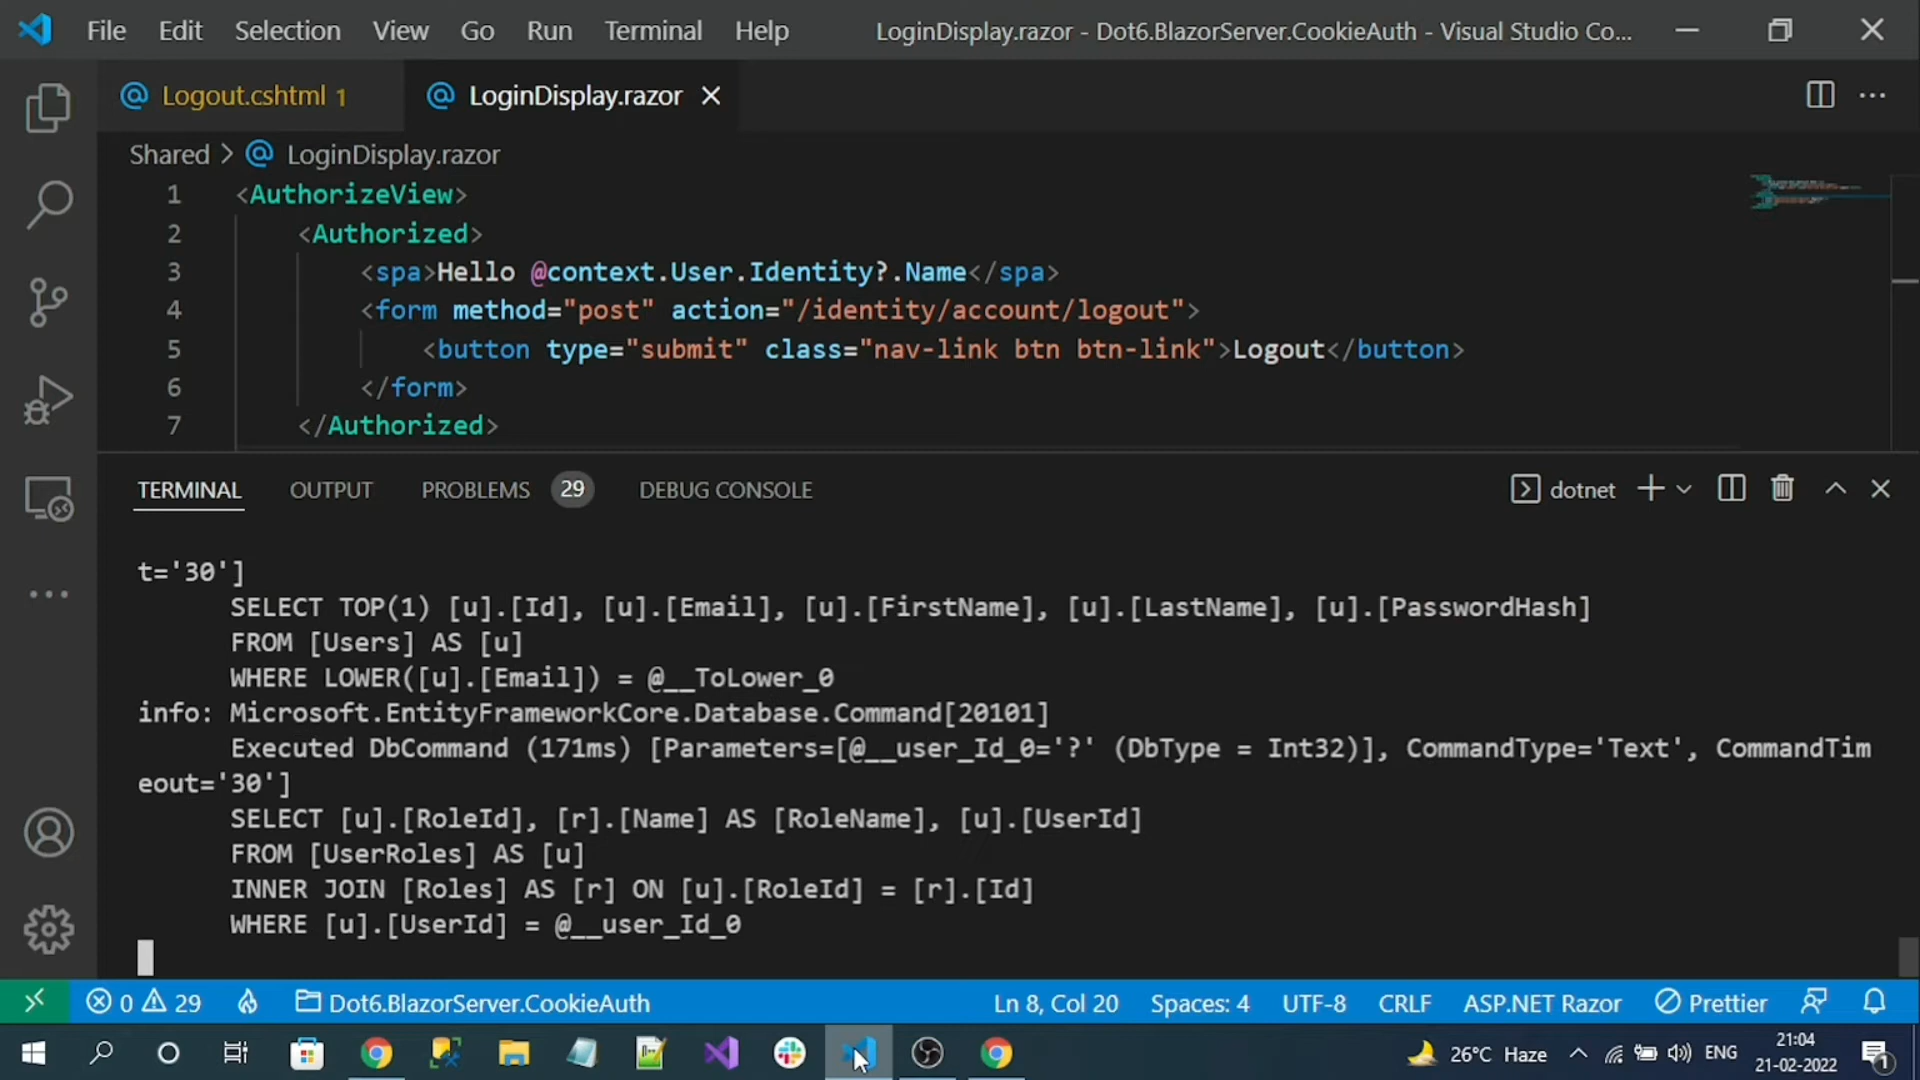 File Edit Selection View Go Run Terminal Help LoginDisplay.razor - Dot6.BlazorServer.CookieAuth - Visual Studio Co...
Logout.cshtml 1 LoginDisplay.razor
Shared > LoginDisplay.razor
1 <AuthorizeView>
2 <Authorized>
3 <spa>Hello @context.User.Identity?.Name</spa>
4 <form method="post" action="/identity/account/logout">
5 <button type="submit" class="nav-link btn btn-link">Logout</button>
6 </form>
7 </Authorized>
TERMINAL OUTPUT PROBLEMS 29 DEBUG CONSOLE dotnet
t='30']
SELECT TOP(1) [u].[Id], [u].[Email], [u].[FirstName], [u].[LastName], [u].[PasswordHash]
FROM [Users] AS [u]
WHERE LOWER([u].[Email]) = @__ToLower_0
info: Microsoft.EntityFrameworkCore.Database.Command[20101]
Executed DbCommand (171ms) [Parameters=[@__user_Id_0='?' (DbType = Int32)], CommandType='Text', CommandTim
eout='30']
SELECT [u].[RoleId], [r].[Name] AS [RoleName], [u].[UserId]
FROM [UserRoles] AS [u]
INNER JOIN [Roles] AS [r] ON [u].[RoleId] = [r].[Id]
WHERE [u].[UserId] = @__user_Id_0
0 29 Dot6.BlazorServer.CookieAuth Ln 8, Col 20 Spaces: 4 UTF-8 CRLF ASP.NET Razor Prettier
26°C Haze ENG 21:04
21-02-2022 1